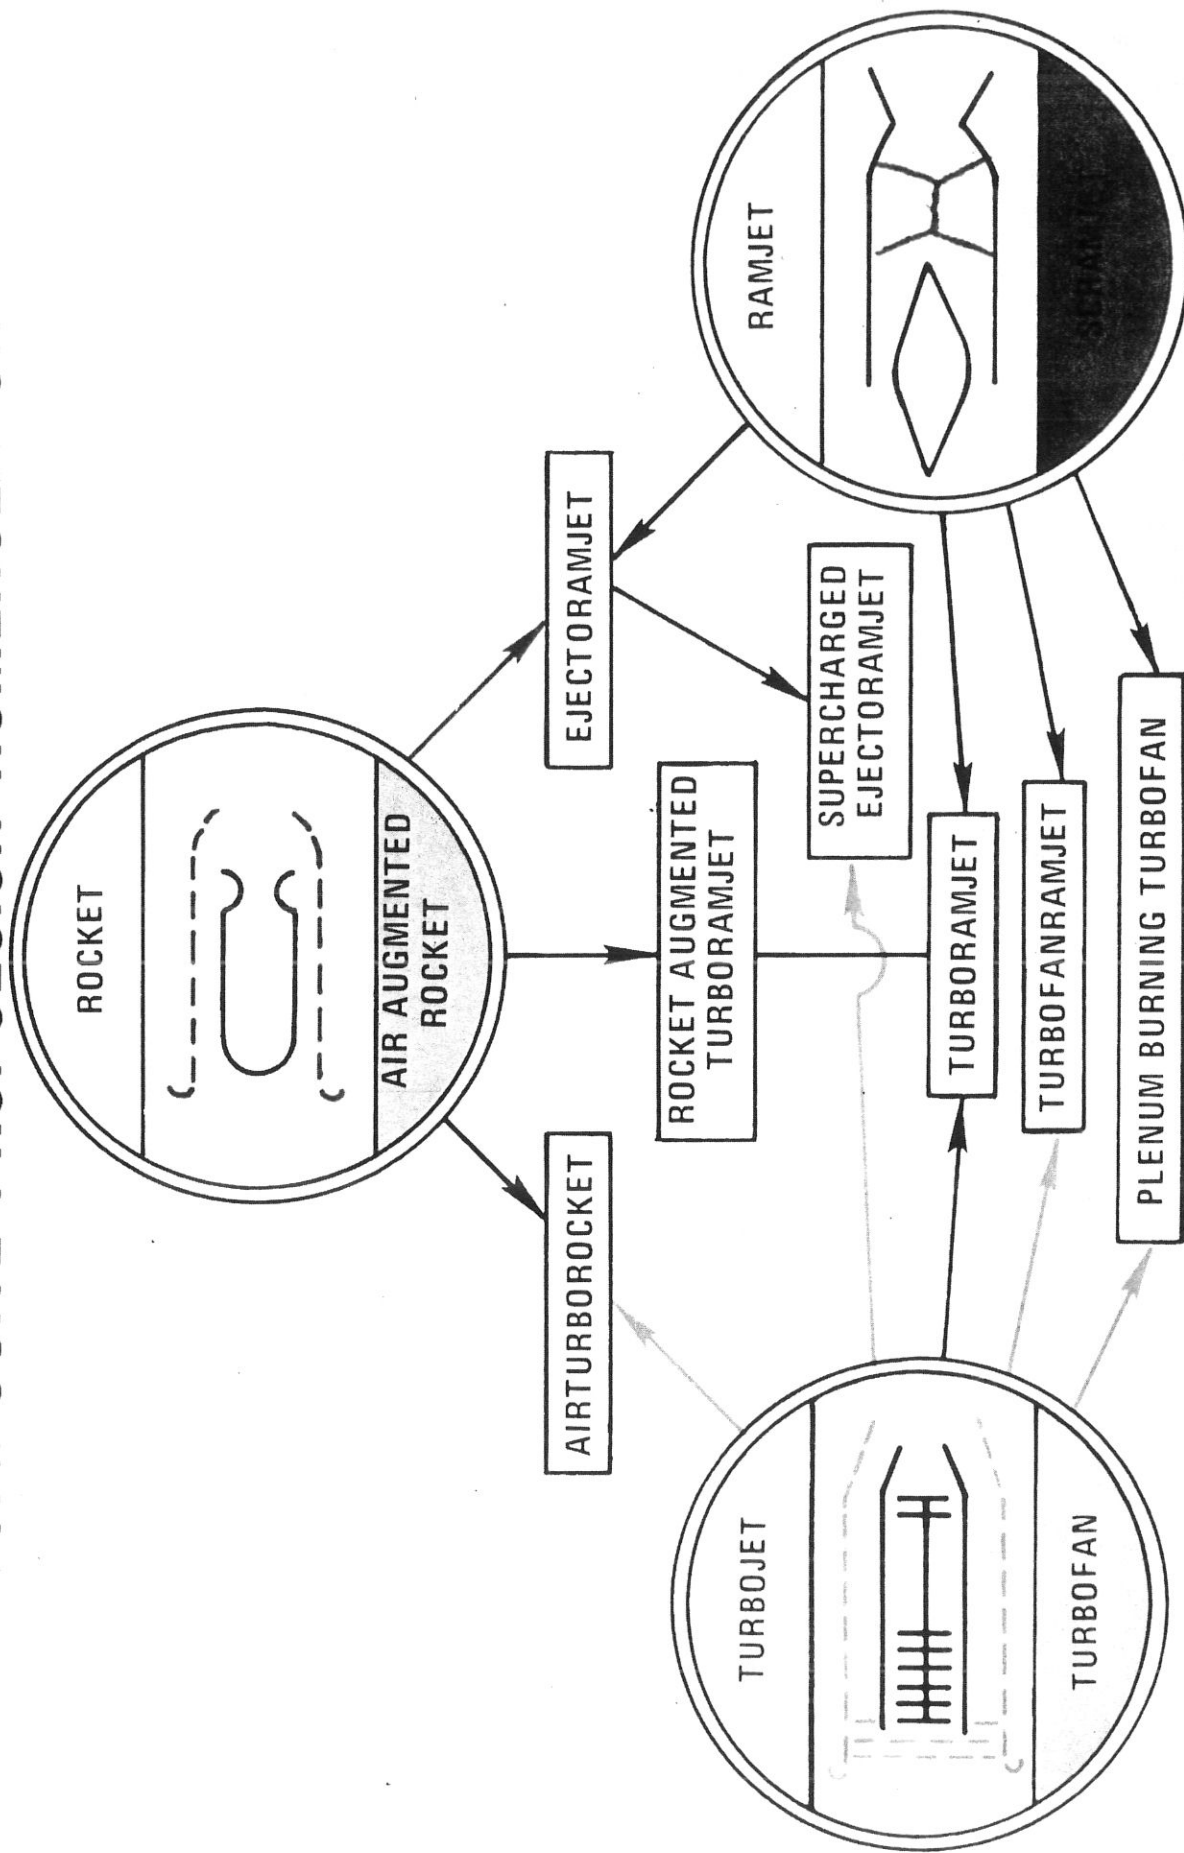 ROCKET
AIR AUGMENTED
ROCKET
AIRTURBOROCKET
EJECTORAMJET
ROCKET AUGMENTED
TURBORAMJET
TURBOJET
TURBOFAN
SUPERCHARGED
EJECTORAMJET
RAMJET
SCRAMJET
TURBORAMJET
TURBOFANRAMJET
PLENUM BURNING TURBOFAN